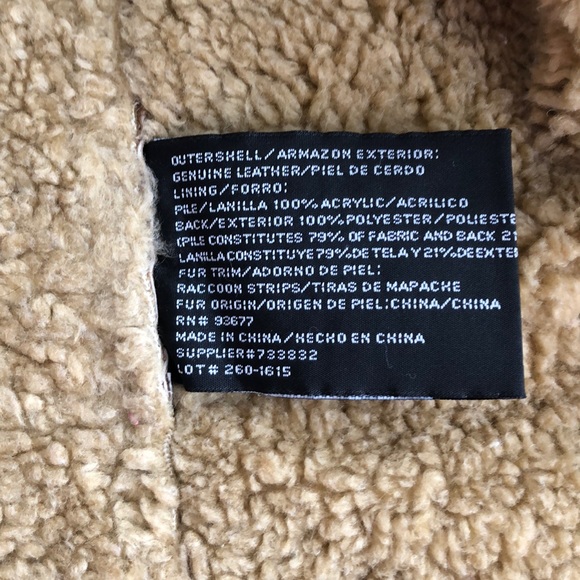 OUTERSHELL/ARMAZON EXTERIOR:
GENUINE LEATHER/PIEL DE CERDO
LINING/FORRO:
PILE/LANILLA 100% ACRYLIC/ACRILICO
BACK/EXTERIOR 100% POLYESTER/POLIESTE
(PILE CONSTITUTES 79% OF FABRIC AND BACK 21
LANILLA CONSTITUYE 79% DE TELA Y 21% DE EXTE
FUR TRIM/ADORNO DE PIEL:
RACCOON STRIPS/TIRAS DE MAPACHE
FUR ORIGIN/ORIGEN DE PIEL:CHINA/CHINA
RN# 93677
MADE IN CHINA/HECHO EN CHINA
SUPPLIER#733832
LOT# 260-1615